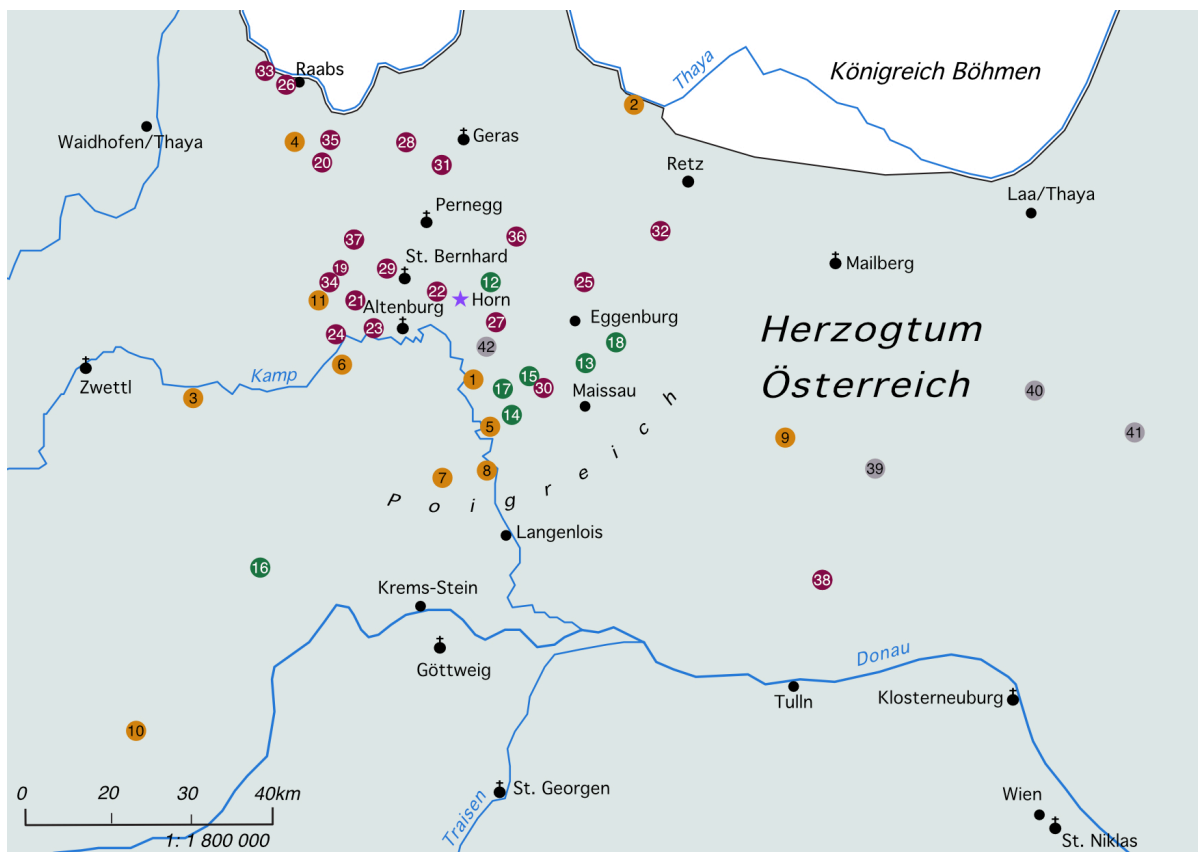 33
Raabs
26
Thaya
Königreich Böhmen
2
Waidhofen/Thaya
4
35
28
Geras
20
31
Retz
Laa/Thaya
Pernegg
32
37
36
St. Bernhard
Mailberg
19
29
34
12
25
22
11
21
Altenburg
Horn
27
Eggenburg
Herzogtum
24
23
42
18
6
13
Zwettl
Kamp
1
15
Österreich
3
17
30
Maissau
40
14
5
9
41
8
7
39
Poigreich
Langenlois
16
38
Krems-Stein
Göttweig
Donau
Tulln
Klosterneuburg
10
St. Georgen
0 20 30 40km
Wien
Traisen
1: 1 800 000
St. Niklas